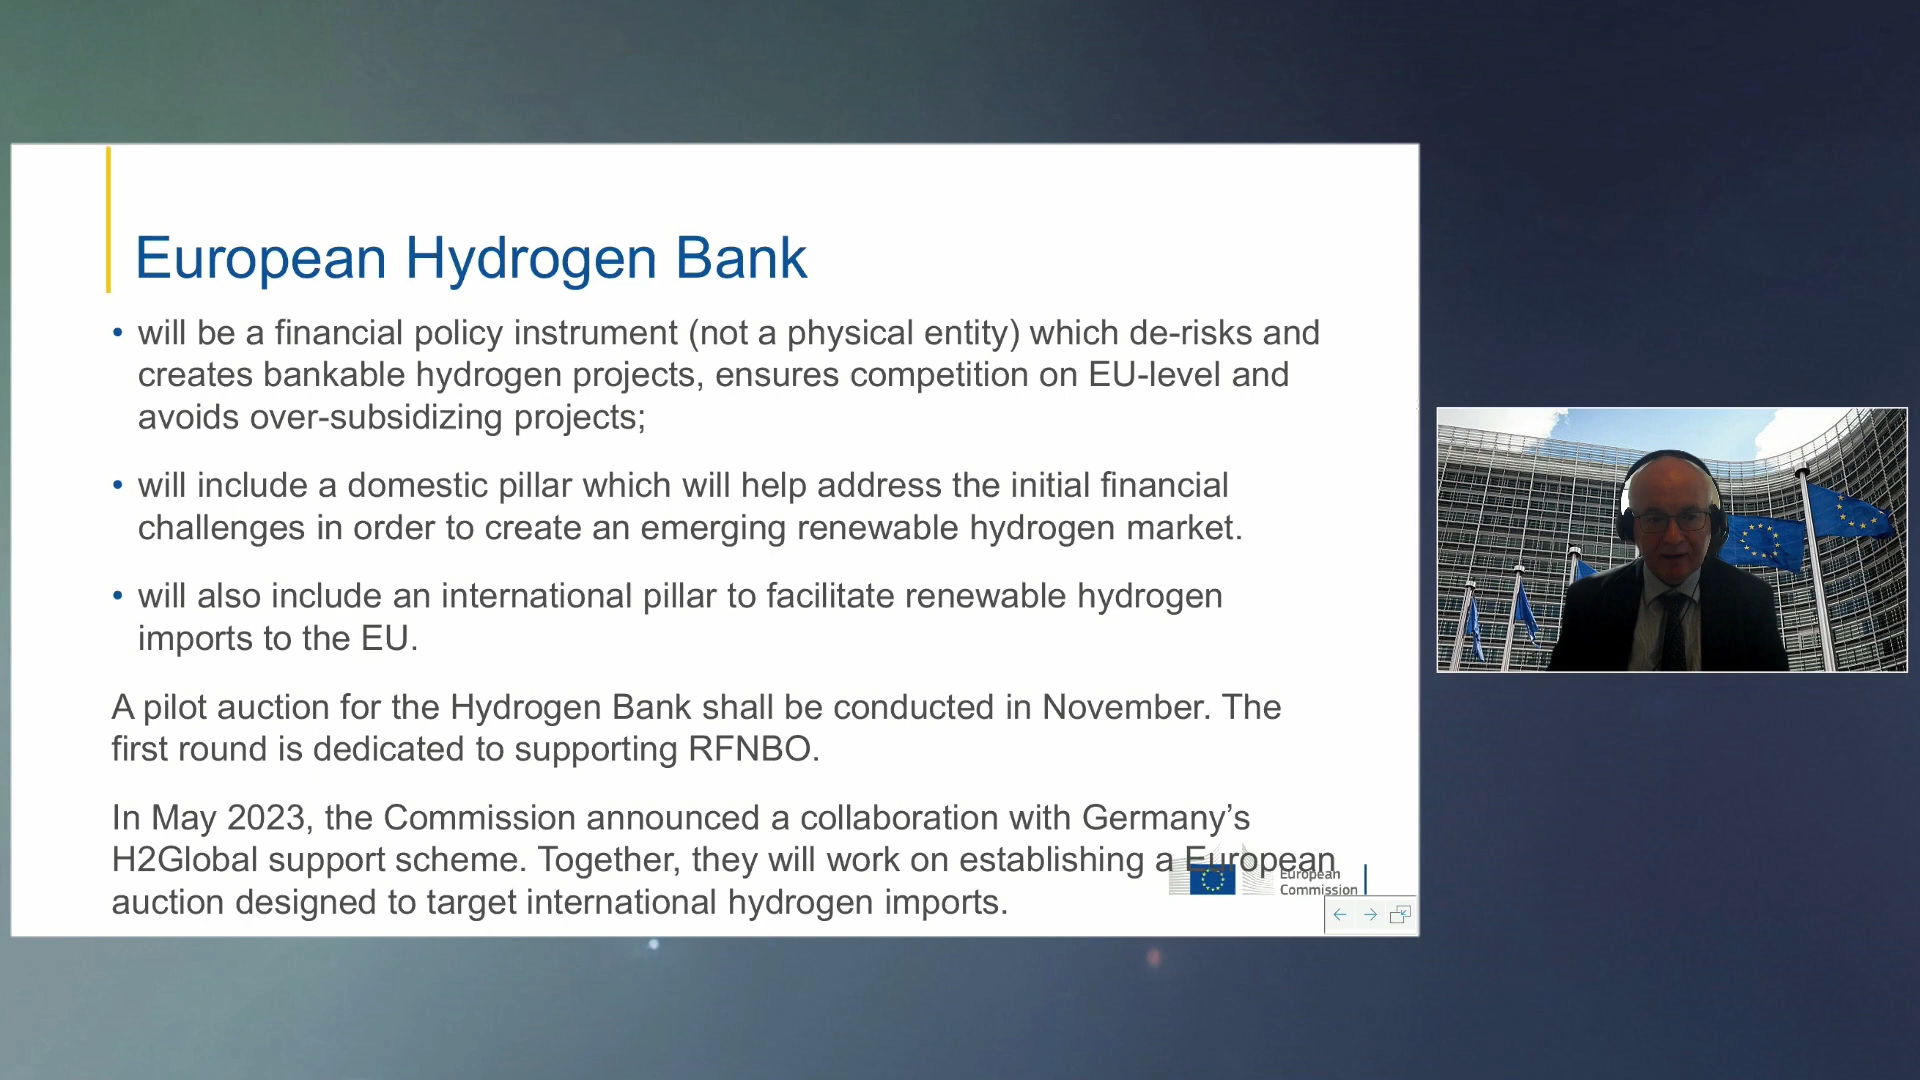 European Hydrogen Bank
• will be a financial policy instrument (not a physical entity) which de-risks and
creates bankable hydrogen projects, ensures competition on EU-level and
avoids over-subsidizing projects;
• will include a domestic pillar which will help address the initial financial
challenges in order to create an emerging renewable hydrogen market.
• will also include an international pillar to facilitate renewable hydrogen
imports to the EU.
A pilot auction for the Hydrogen Bank shall be conducted in November. The
first round is dedicated to supporting RFNBO.
In May 2023, the Commission announced a collaboration with Germany’s
H2Global support scheme. Together, they will work on establishing a European
auction designed to target international hydrogen imports.
European
Commission